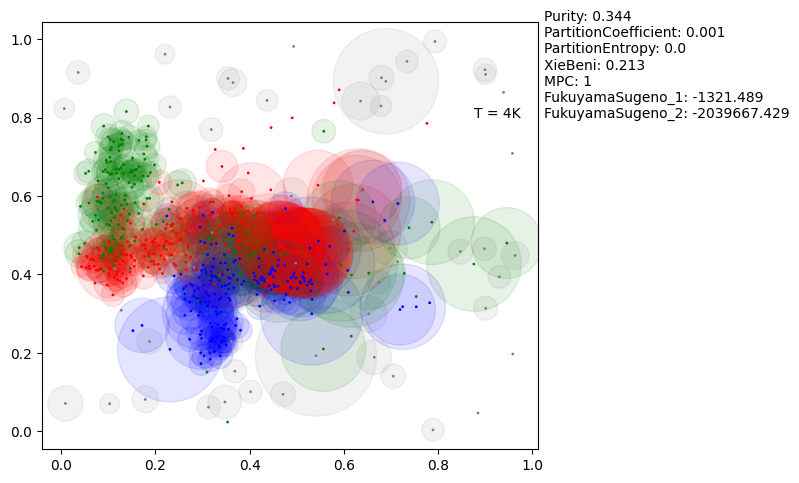 Purity: 0.344
PartitionCoefficient: 0.001
PartitionEntropy: 0.0
XieBeni: 0.213
MPC: 1
FukuyamaSugeno_1: -1321.489
FukuyamaSugeno_2: -2039667.429
T = 4K
1.0
0.8
0.6
0.4
0.2
0.0
0.0 0.2 0.4 0.6 0.8 1.0